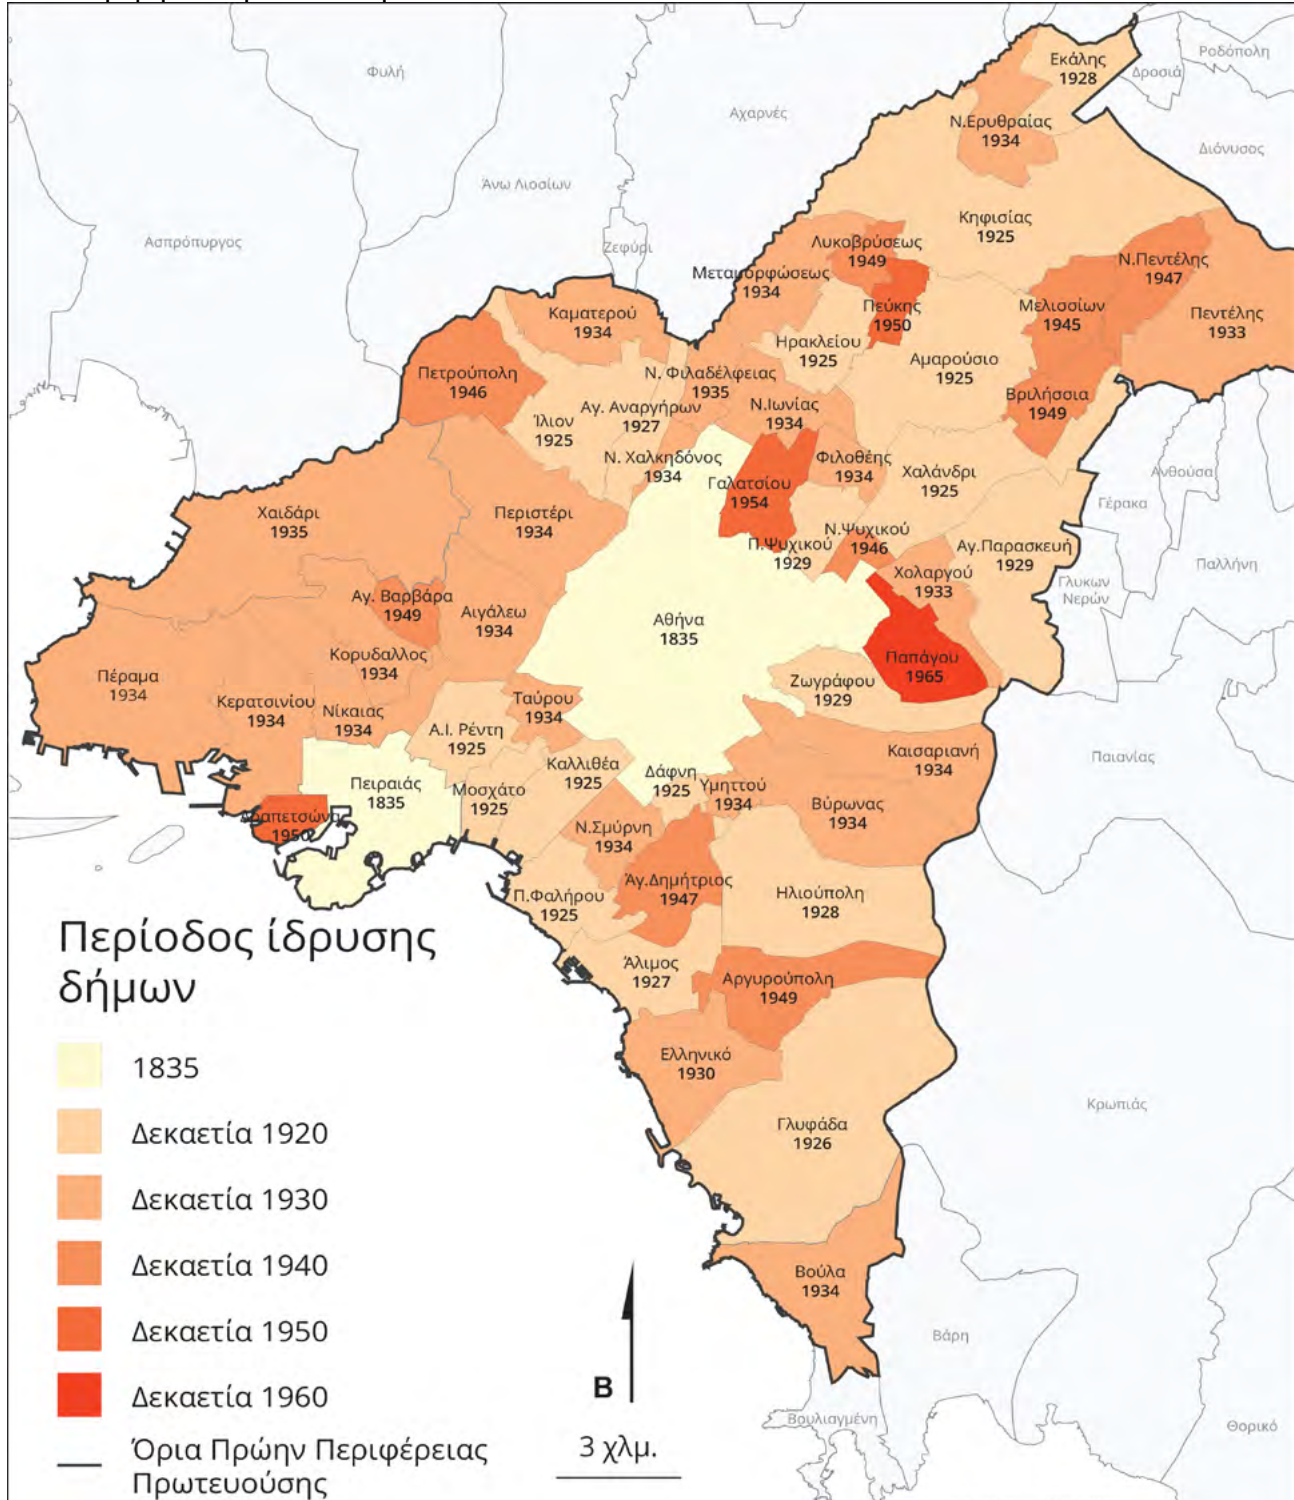 Εκάλης
1928
Ροδόπολη
Δροσιά
Φυλή
Αχαρνές
Ν.Ερυθραίας
1934
Διόνυσος
Άνω Λιοσίων
Κηφισίας
1925
Ασπρόπυργος
Ζεφύρι
Λυκοβρύσεως
1949
Ν.Πεντέλης
1947
Μεταμορφώσεως
1934
Πεύκης
1950
Μελισσίων
1945
Πεντέλης
1933
Καματερού
1934
Ηρακλείου
1925
Αμαρούσιο
1925
Πετρούπολη
1946
Ν. Φιλαδέλφειας
1935
Βριλήσσια
1949
Αγ. Αναργήρων
1927
Ν.Ιωνίας
1934
Ίλιον
1925
Ν. Χαλκηδόνος
1934
Φιλοθέης
1934
Χαλάνδρι
1925
Ανθούσα
Γαλατσίου
1954
Γέρακα
Χαιδάρι
1935
Περιστέρι
1934
Ν.Ψυχικού
1946
Π.Ψυχικού
1929
Αγ.Παρασκευή
1929
Παλλήνη
Χολαργού
1933
Γλυκων
Νερών
Αγ. Βαρβάρα
1949
Αιγάλεω
1934
Αθήνα
1835
Κορυδαλλος
1934
Παπάγου
1965
Πέραμα
1934
Ζωγράφου
1929
Κερατσινίου
1934
Νίκαιας
1934
Ταύρου
1934
Α.Ι. Ρέντη
1925
Καισαριανή
1934
Παιανίας
Καλλιθέα
1925
Δάφνη
1925
Υμηττού
1934
Πειραιάς
1835
Μοσχάτο
1925
Βύρωνας
1934
Δραπετσώνας
1950
Ν.Σμύρνη
1934
Άγ.Δημήτριος
1947
Ηλιούπολη
1928
Π.Φαλήρου
1925
Περίοδος ίδρυσης
δήμων
Άλιμος
1927
Αργυρούπολη
1949
Ελληνικό
1930
1835
Κρωπιάς
Γλυφάδα
1926
Δεκαετία 1920
Δεκαετία 1930
Δεκαετία 1940
Βούλα
1934
Δεκαετία 1950
Βάρη
Δεκαετία 1960
Β
Βουλιαγμένη
Θορικό
Όρια Πρώην Περιφέρειας
Πρωτευούσης
3 χλμ.